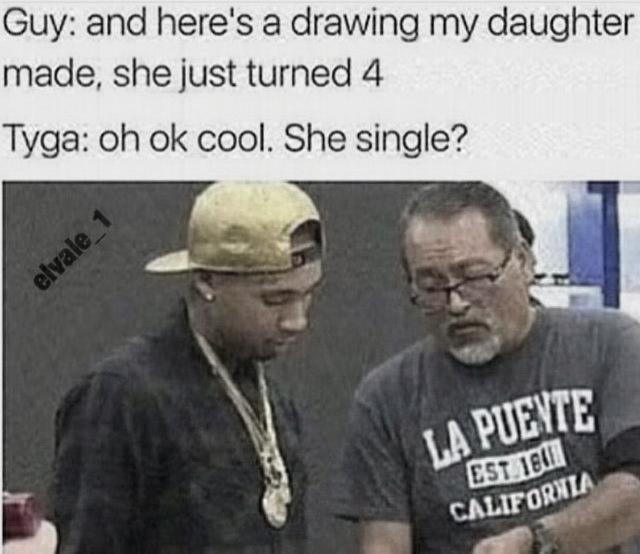 Guy: and here's a drawing my daughter
made, she just turned 4
Tyga: oh ok cool. She single?
elvale_1
LA PUENTE
EST.
CALIFORNIA